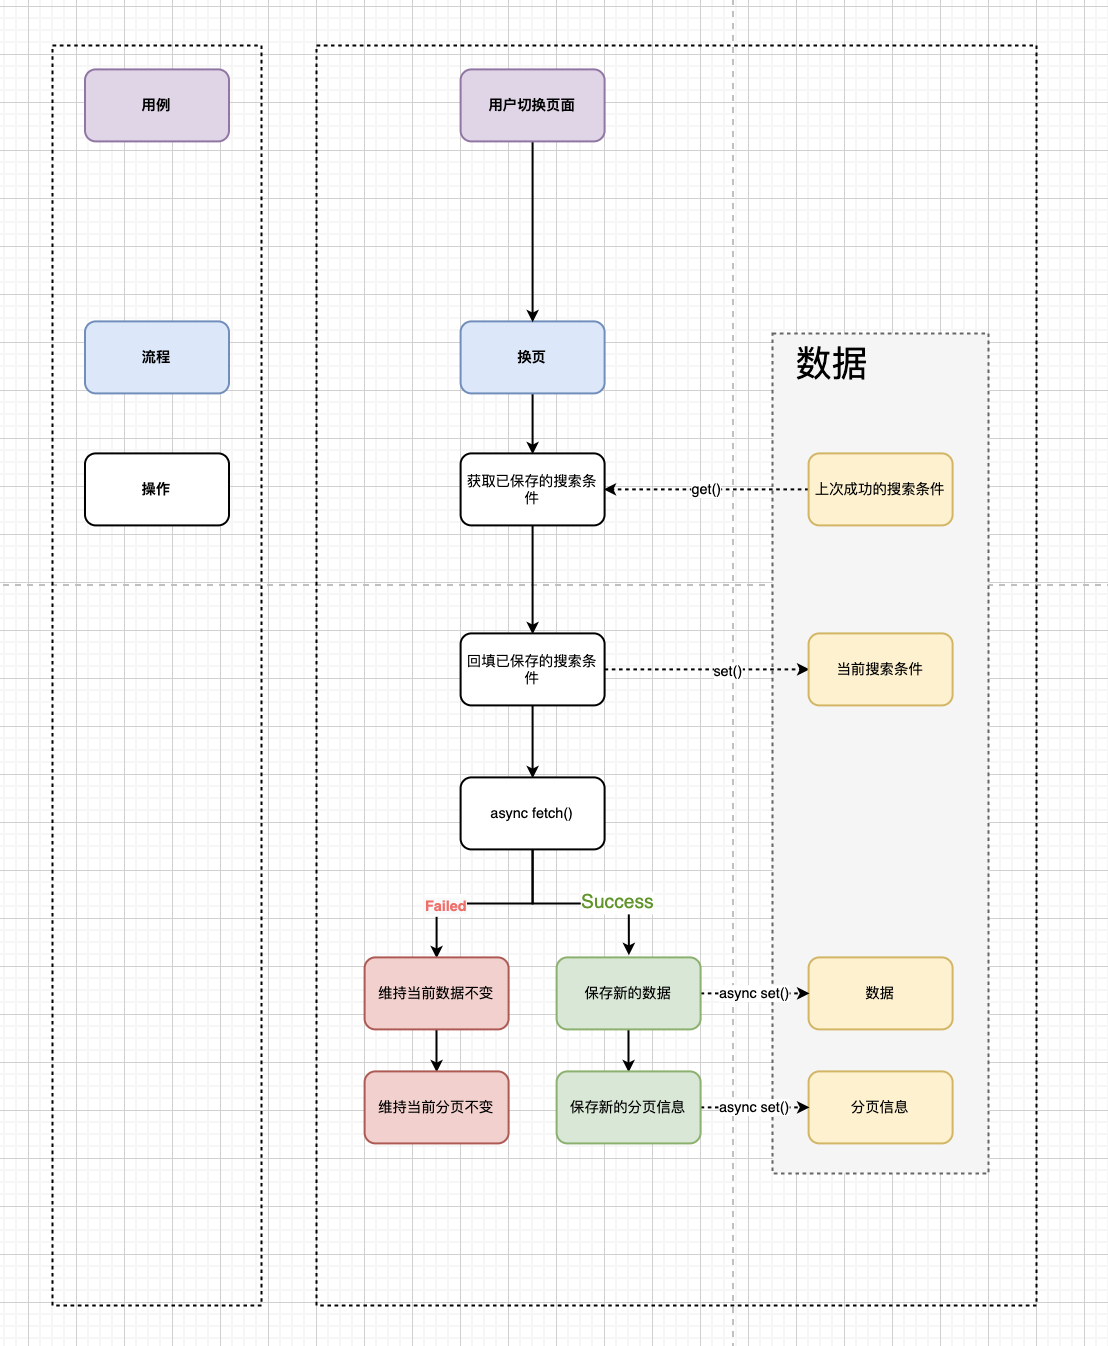 用例
用户切换页面
流程
换页
数据
操作
获取已保存的搜索条
件
get()
上次成功的搜索条件
回填已保存的搜索条
件
set()
当前搜索条件
async fetch()
Failed
Success
维持当前数据不变
保存新的数据
async set()
数据
维持当前分页不变
保存新的分页信息
async set()
分页信息